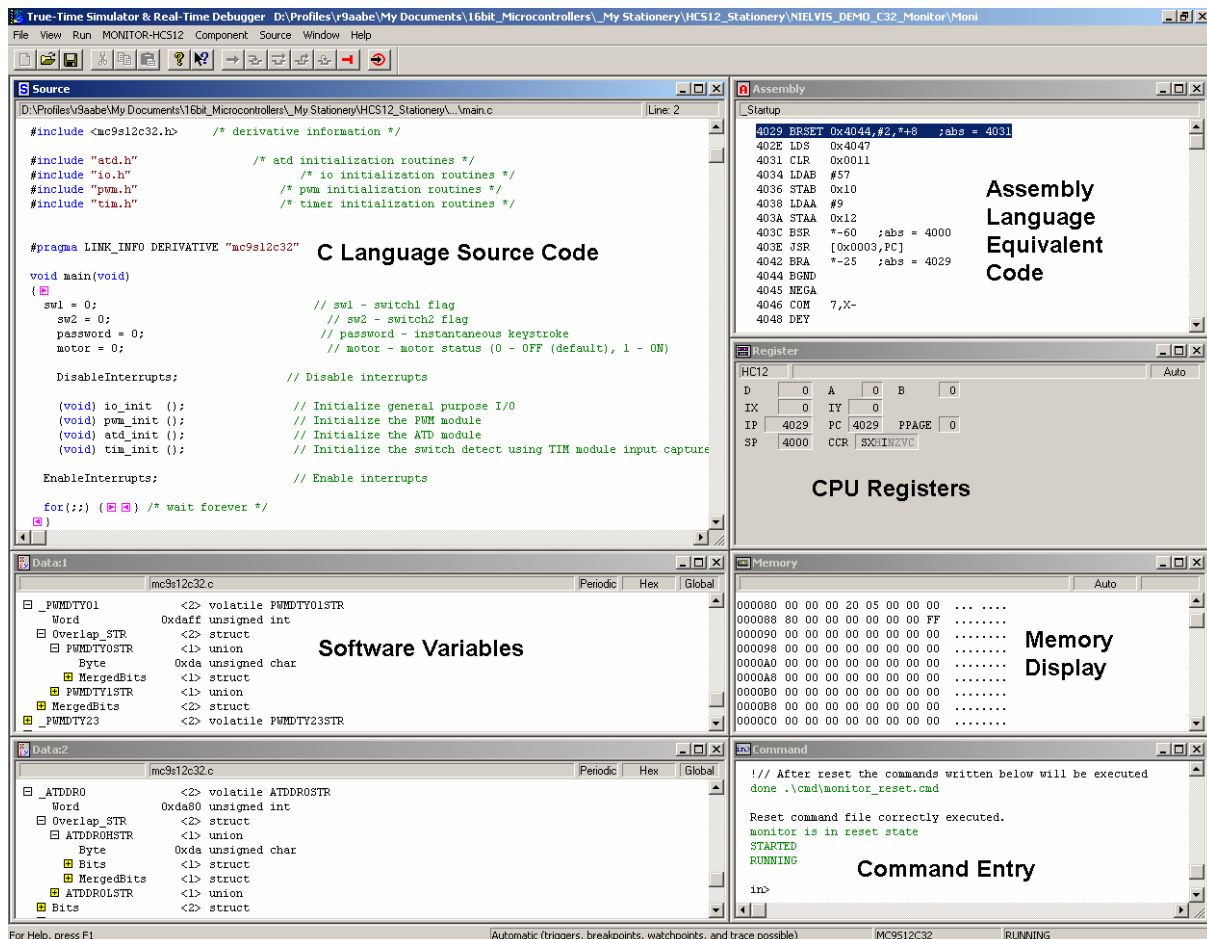 True-Time Simulator & Real-Time Debugger D:\Profiles\r9aabe\My Documents\16bit_Microcontrollers\_My Stationery\HCS12_Stationery\NIELVIS_DEMO_C32_Monitor\Moni
File View Run MONITOR-HCS12 Component Source Window Help
Source
D:\Profiles\r9aabe\My Documents\16bit_Microcontrollers\_My Stationery\HCS12_Stationery\...\main.c Line: 2
#include <mc9s12c32.h> /* derivative information */
#include "atd.h" /* atd initialization routines */
#include "io.h" /* io initialization routines */
#include "pwm.h" /* pwm initialization routines */
#include "tim.h" /* timer initialization routines */
#pragma LINK_INFO DERIVATIVE "mc9s12c32"
C Language Source Code
void main(void)
{
sw1 = 0; // sw1 - switch1 flag
sw2 = 0; // sw2 - switch2 flag
password = 0; // password - instantaneous keystroke
motor = 0; // motor - motor status (0 - OFF (default), 1 - ON)
DisableInterrupts; // Disable interrupts
(void) io_init (); // Initialize general purpose I/O
(void) pwm_init (); // Initialize the PWM module
(void) atd_init (); // Initialize the ATD module
(void) tim_init (); // Initialize the switch detect using TIM module input capture
EnableInterrupts; // Enable interrupts
for(;;) { } /* wait forever */
}
Assembly
_Startup
4029 BRSET 0x4044,#2,*+8 ;abs = 4031
402E LDS 0x4047
4031 CLR 0x0011
4034 LDAB #57
4036 STAB 0x10
4038 LDAA #9
403A STAA 0x12
403C BSR *-60 ;abs = 4000
403E JSR [0x0003,PC]
4042 BRA *-25 ;abs = 4029
4044 BGND
4045 NEGA
4046 COM 7,X-
4048 DEY
Assembly
Language
Equivalent
Code
Register
HC12 Auto
D 0 A 0 B 0
IX 0 IY 0
IP 4029 PC 4029 PPAGE 0
SP 4000 CCR SXHINZVC
CPU Registers
Data:1
mc9s12c32.c Periodic Hex Global
_PWMDTY01 <2> volatile PWMDTY01STR
Word 0xdaff unsigned int
Overlap_STR <2> struct
PWMDTY0STR <1> union
Byte 0xda unsigned char
MergedBits <1> struct
PWMDTY1STR <1> union
MergedBits <2> struct
_PWMDTY23 <2> volatile PWMDTY23STR
Software Variables
Memory
Auto
000080 00 00 00 20 05 00 00 00 ... ....
000088 80 00 00 00 00 00 00 FF ........
000090 00 00 00 00 00 00 00 00 ........
000098 00 00 00 00 00 00 00 00 ........
0000A0 00 00 00 00 00 00 00 00 ........
0000A8 00 00 00 00 00 00 00 00 ........
0000B0 00 00 00 00 00 00 00 00 ........
0000B8 00 00 00 00 00 00 00 00 ........
0000C0 00 00 00 00 00 00 00 00 ........
Memory
Display
Data:2
mc9s12c32.c Periodic Hex Global
_ATDDR0 <2> volatile ATDDR0STR
Word 0xda80 unsigned int
Overlap_STR <2> struct
ATDDR0HSTR <1> union
Byte 0xda unsigned char
Bits <1> struct
MergedBits <1> struct
ATDDR0LSTR <1> union
Bits <2> struct
Command
!// After reset the commands written below will be executed
done .\cmd\monitor_reset.cmd
Reset command file correctly executed.
monitor is in reset state
STARTED
RUNNING
in>
Command Entry
For Help, press F1 Automatic (triggers, breakpoints, watchpoints, and trace possible) MC9S12C32 RUNNING